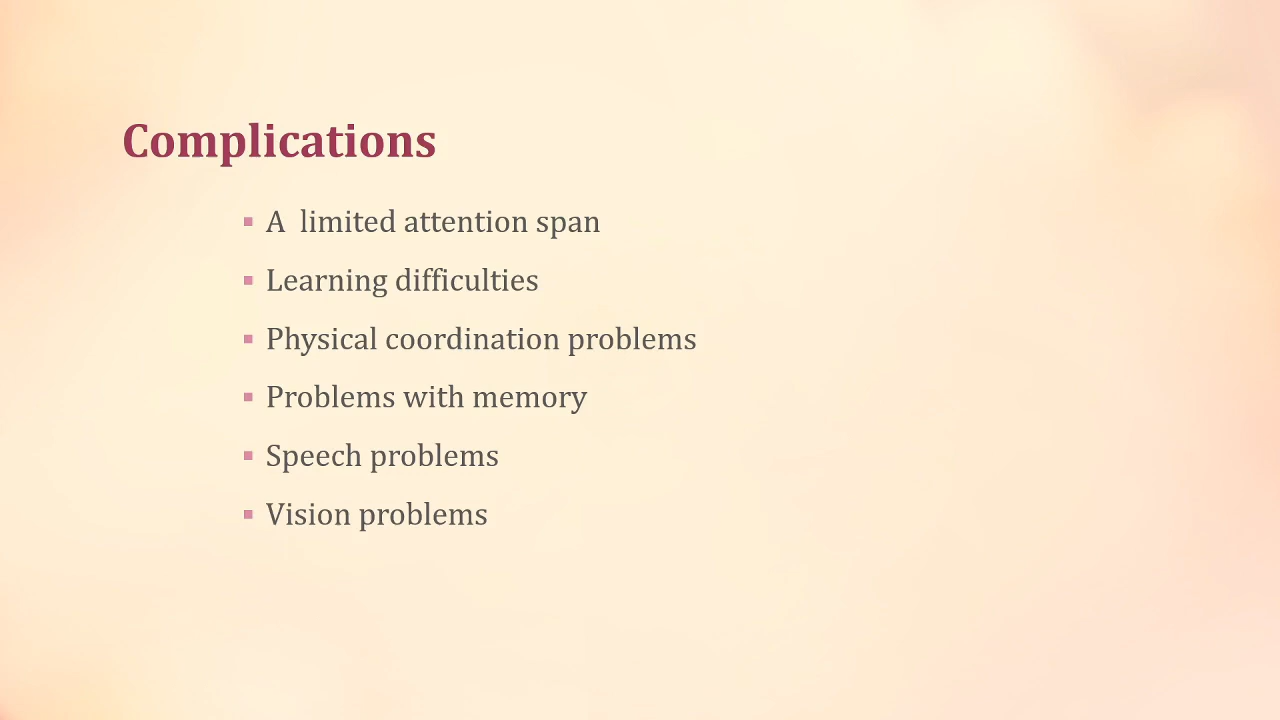 Complications
▪ A  limited attention span
▪ Learning difficulties
▪ Physical coordination problems
▪ Problems with memory
▪ Speech problems
▪ Vision problems